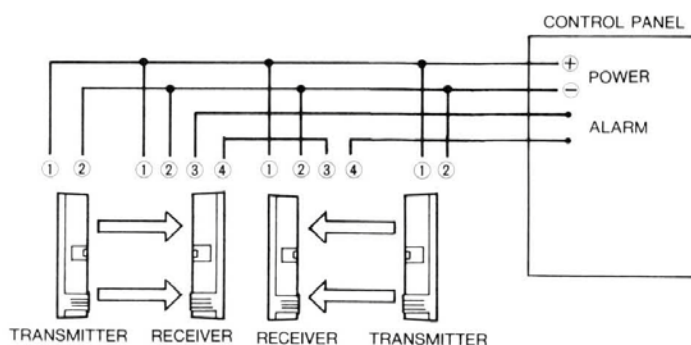 CONTROL PANEL
+
POWER
−
ALARM
① ② ① ② ③ ④ ① ② ③ ④ ① ②
TRANSMITTER RECEIVER RECEIVER TRANSMITTER